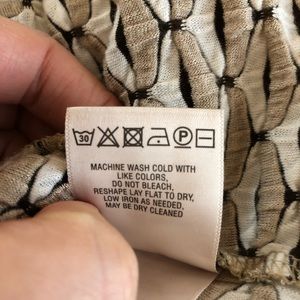 30 P
MACHINE WASH COLD WITH
LIKE COLORS,
DO NOT BLEACH,
RESHAPE LAY FLAT TO DRY,
LOW IRON AS NEEDED,
MAY BE DRY CLEANED